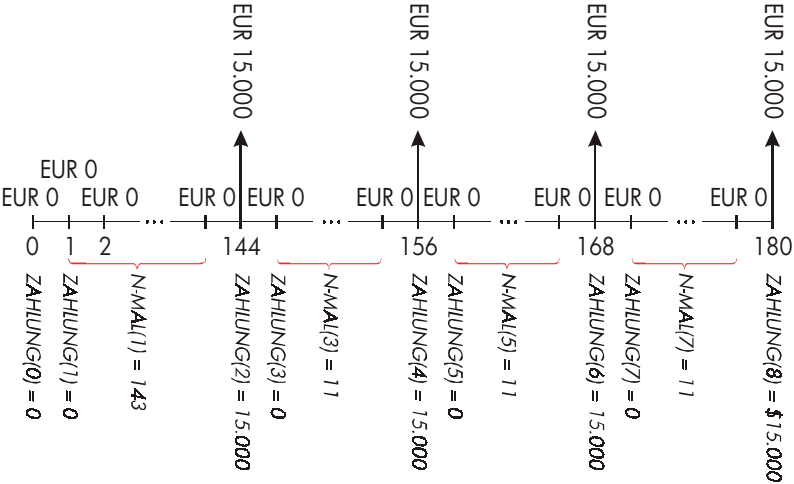 EUR 15.000 EUR 15.000 EUR 15.000 EUR 15.000
EUR 0
EUR 0 EUR 0 ... EUR 0 EUR 0 ... EUR 0 EUR 0 ... EUR 0 EUR 0 ... EUR 0
0 1 2 144 156 168 180
ZAHLUNG(0) = 0
ZAHLUNG(1) = 0
N-MAL(1) = 143
ZAHLUNG(2) = 15.000
ZAHLUNG(3) = 0
N-MAL(3) = 11
ZAHLUNG(4) = 15.000
ZAHLUNG(5) = 0
N-MAL(5) = 11
ZAHLUNG(6) = 15.000
ZAHLUNG(7) = 0
N-MAL(7) = 11
ZAHLUNG(8) = $15.000